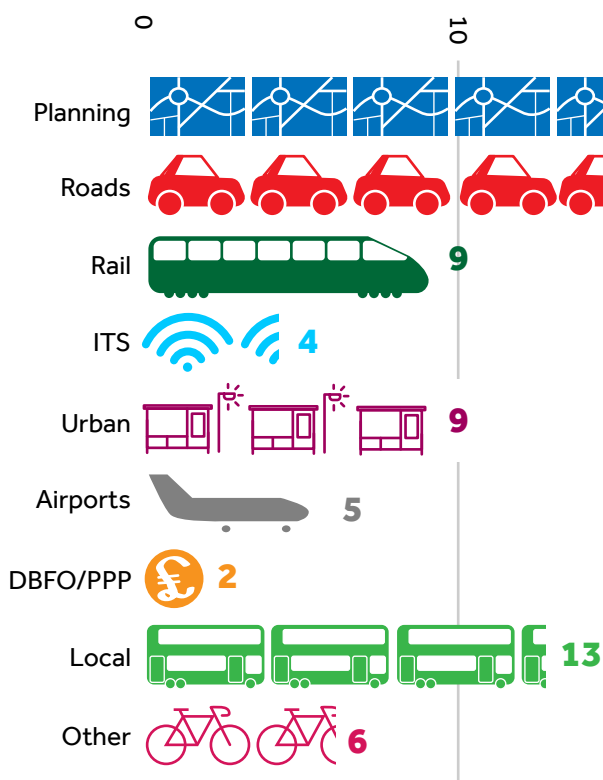 0
10
Planning
Roads
Rail 9
ITS 4
Urban 9
Airports 5
DBFO/PPP £ 2
Local 13
Other 6